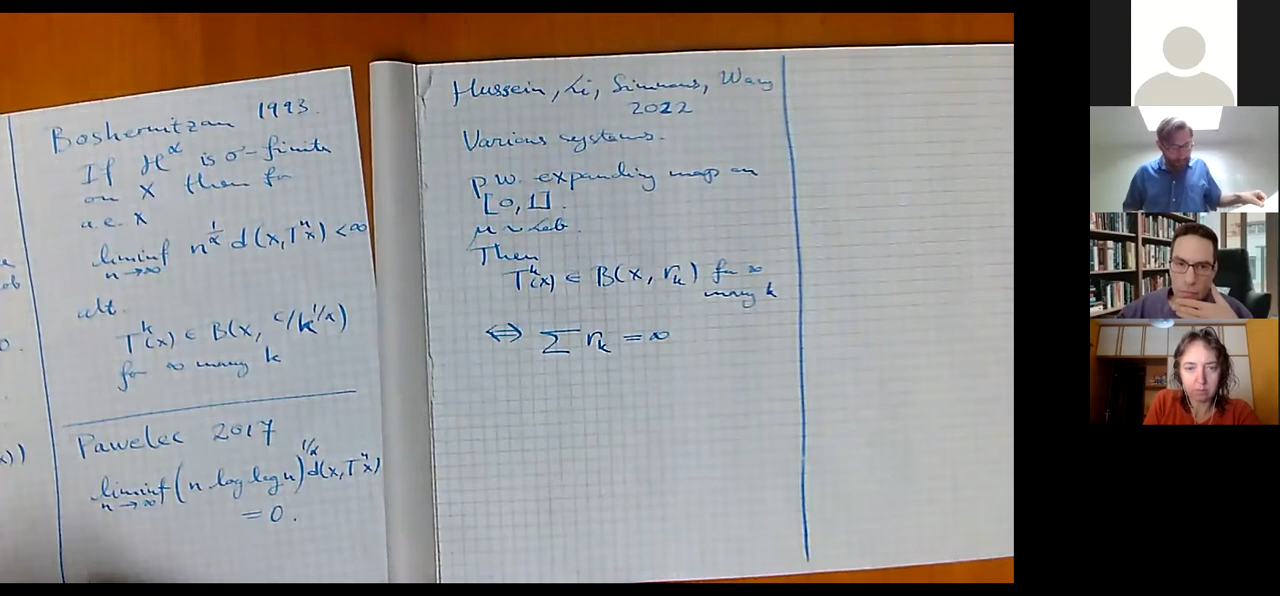 Boshernitzan 1993.
If H^α is σ-finite
on X then for
a.e. x
liminf n^{1/α} d(x, T^n x) < ∞
n→∞
alt.
T^k(x) ∈ B(x, c/k^{1/α})
for ∞ many k
Pawelec 2017
liminf (n log log n)^{1/α} d(x, T^n x)
n→∞
= 0.
x))
Hussein, Li, Simmons, Wang
2022
Various systems.
p.w. expanding map on
[0,1].
μ ~ Leb.
Then
T^k(x) ∈ B(x, r_k) for ∞
many k
⇔ Σ r_k = ∞